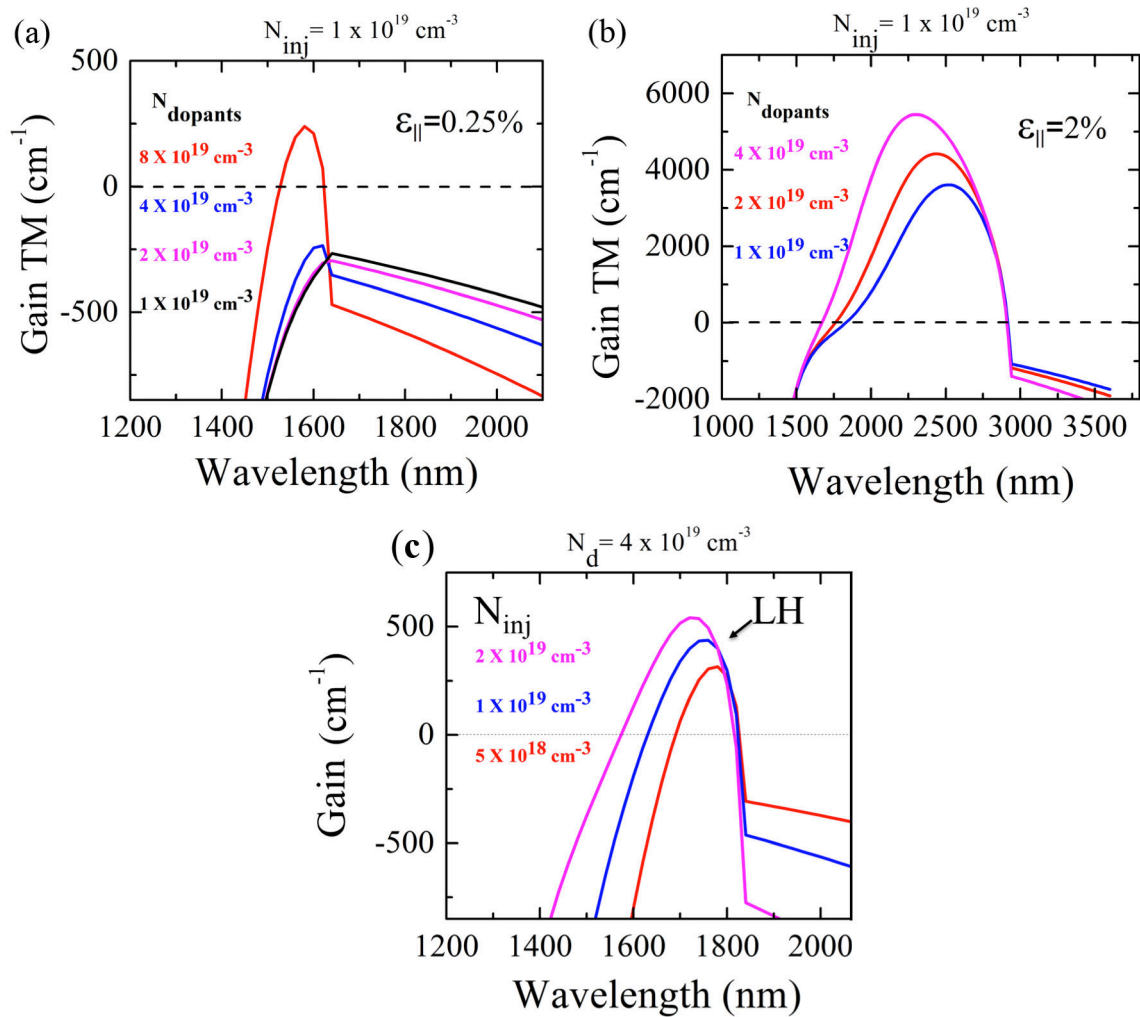 (a)
N_inj = 1 x 10^19 cm^-3
Gain TM (cm^-1)
500
0
-500
N_dopants
8 X 10^19 cm^-3
4 X 10^19 cm^-3
2 X 10^19 cm^-3
1 X 10^19 cm^-3
ε_||=0.25%
1200 1400 1600 1800 2000
Wavelength (nm)
(b)
N_inj = 1 x 10^19 cm^-3
Gain TM (cm^-1)
6000
4000
2000
0
-2000
N_dopants
4 X 10^19 cm^-3
2 X 10^19 cm^-3
1 X 10^19 cm^-3
ε_||=2%
1000 1500 2000 2500 3000 3500
Wavelength (nm)
(c)
N_d= 4 x 10^19 cm^-3
Gain (cm^-1)
500
0
-500
N_inj
2 X 10^19 cm^-3
1 X 10^19 cm^-3
5 X 10^18 cm^-3
LH
1200 1400 1600 1800 2000
Wavelength (nm)